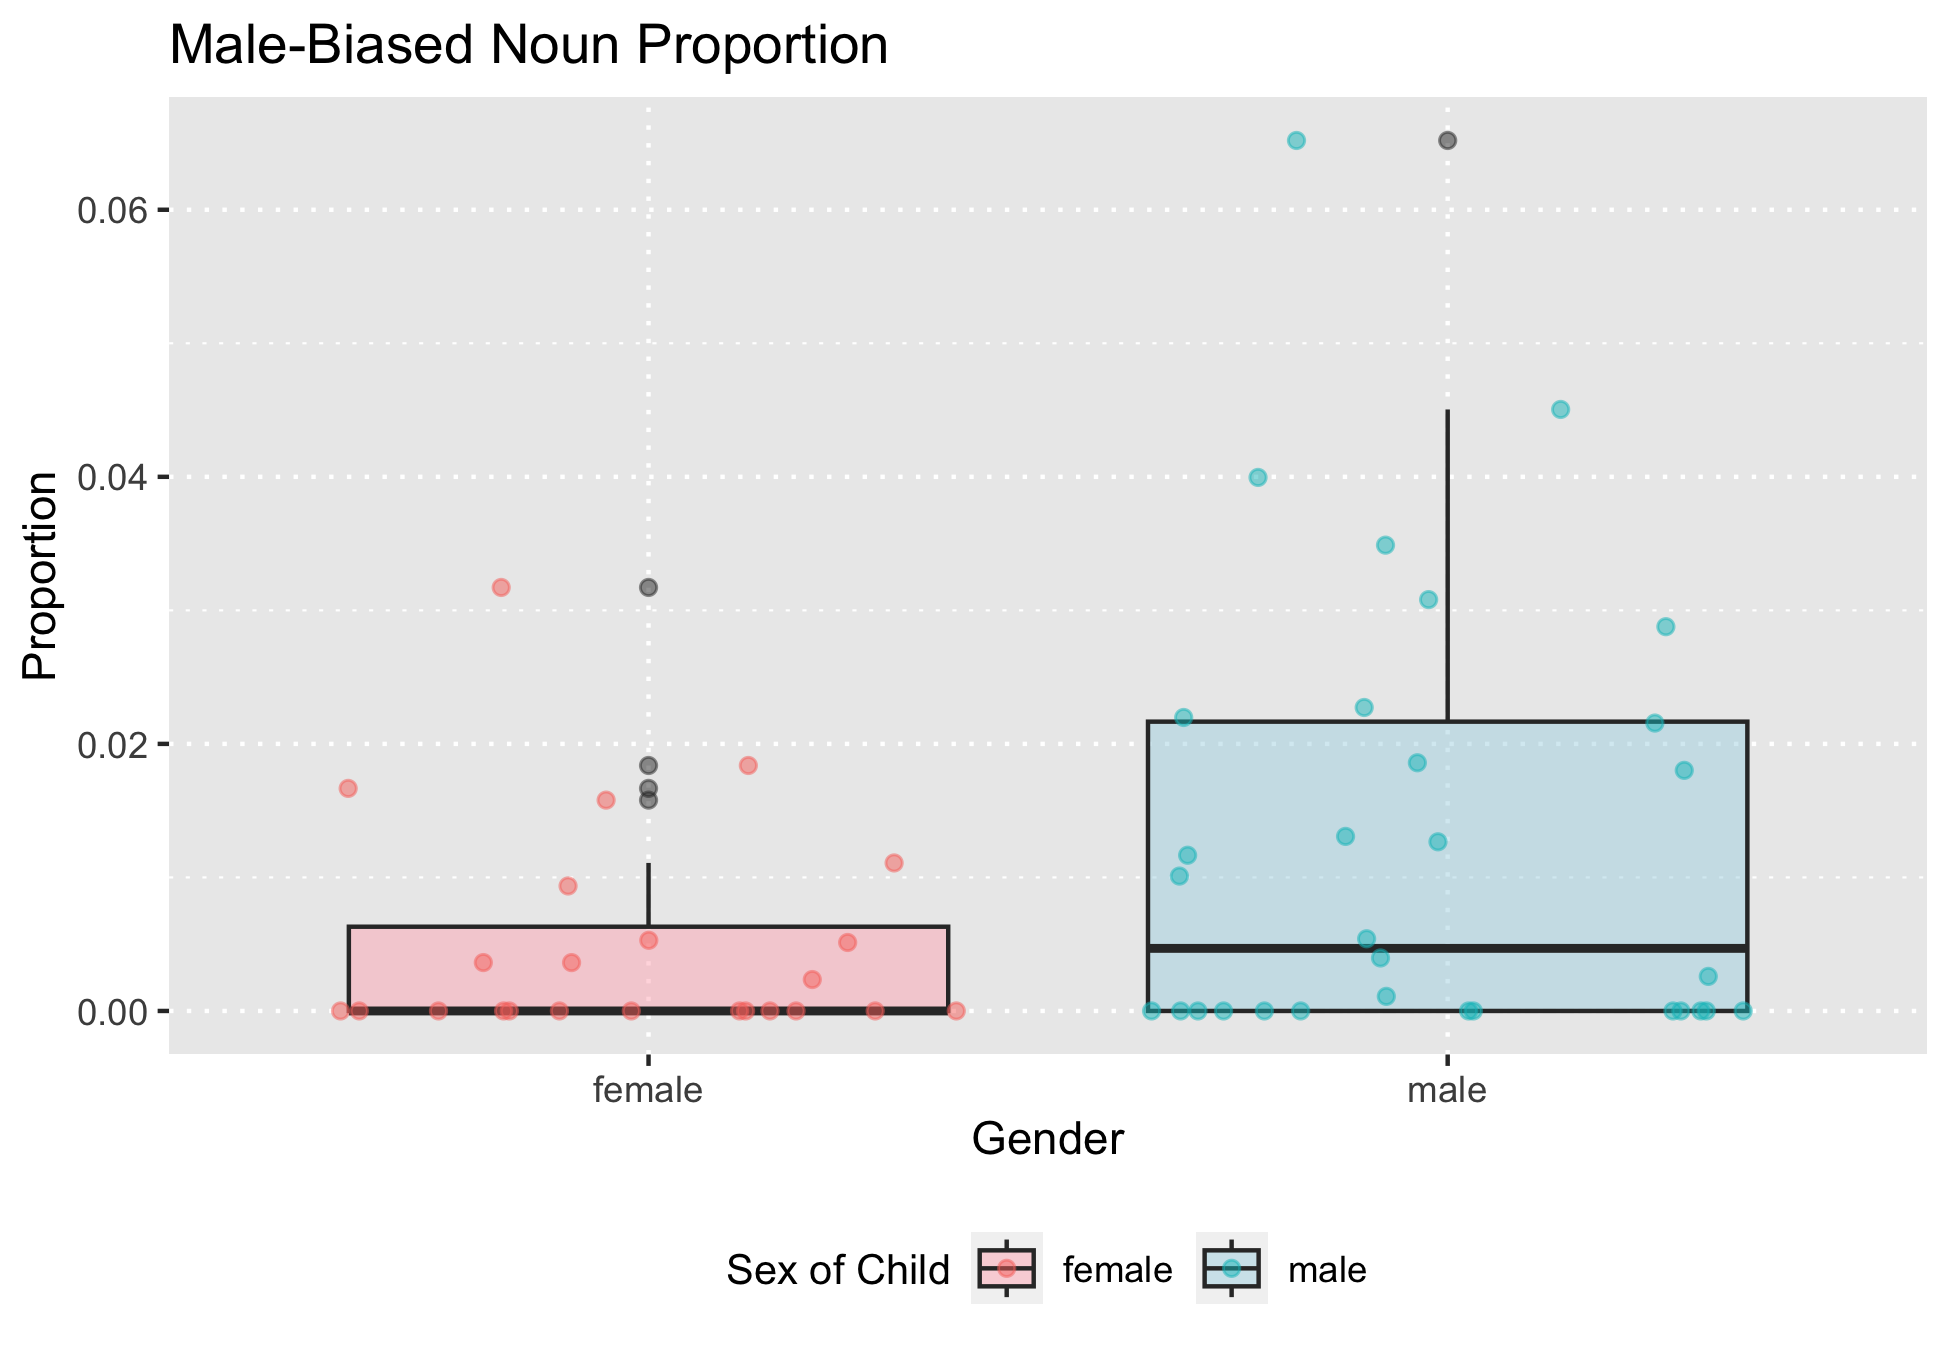 Male-Biased Noun Proportion
0.06
0.04
0.02
0.00
Proportion
female male
Gender
Sex of Child female male